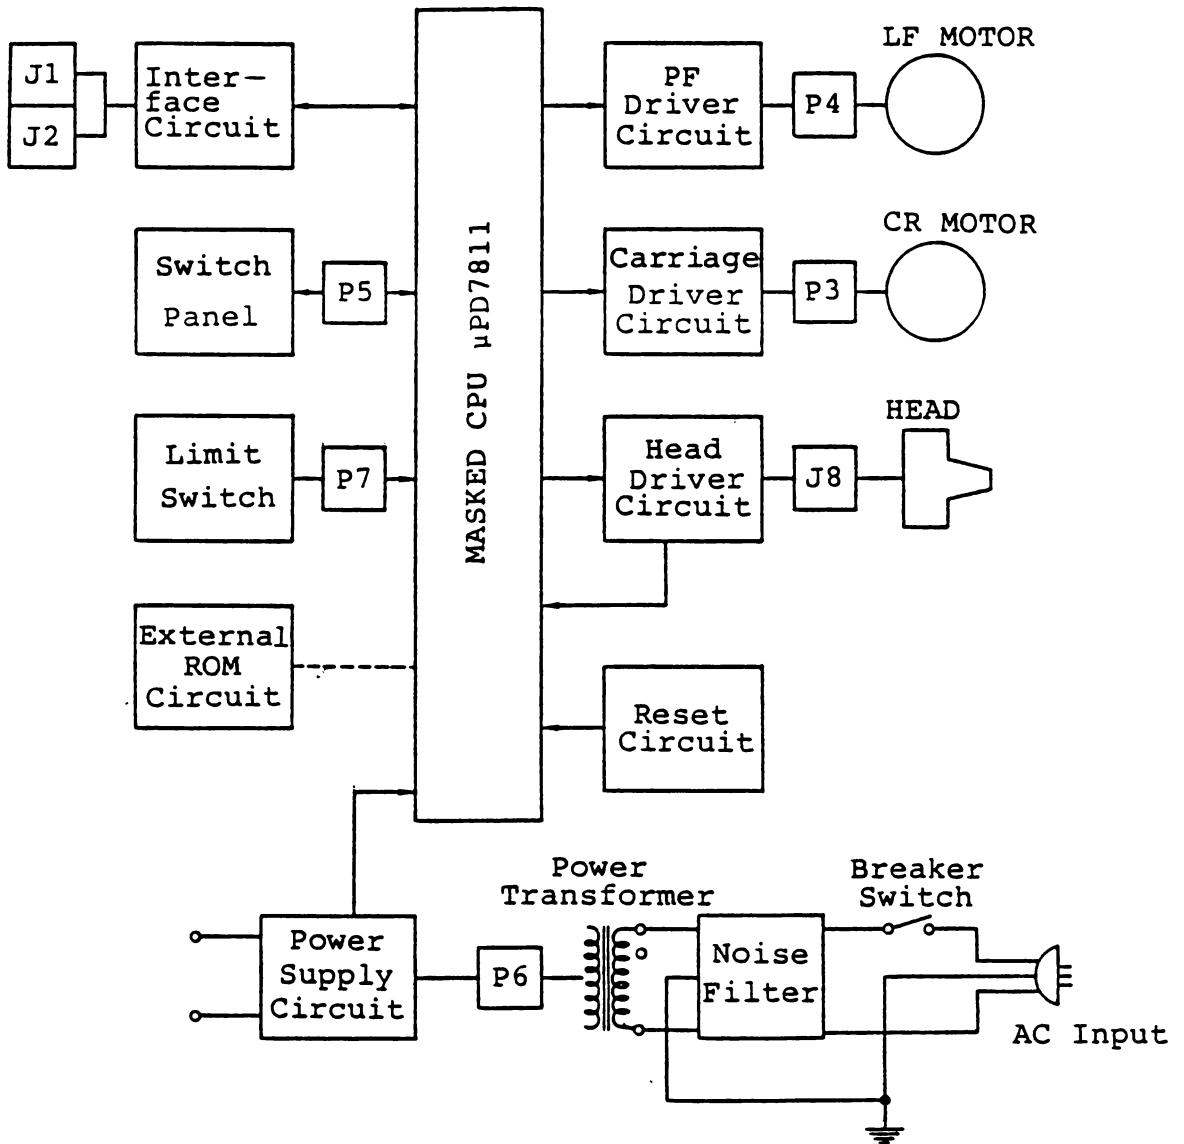 J1
J2
Inter-
face
Circuit
Switch
Panel
P5
Limit
Switch
P7
External
ROM
Circuit
MASKED CPU µPD7811
PF
Driver
Circuit
P4
LF MOTOR
Carriage
Driver
Circuit
P3
CR MOTOR
Head
Driver
Circuit
J8
HEAD
Reset
Circuit
Power
Supply
Circuit
P6
Power
Transformer
Noise
Filter
Breaker
Switch
AC Input